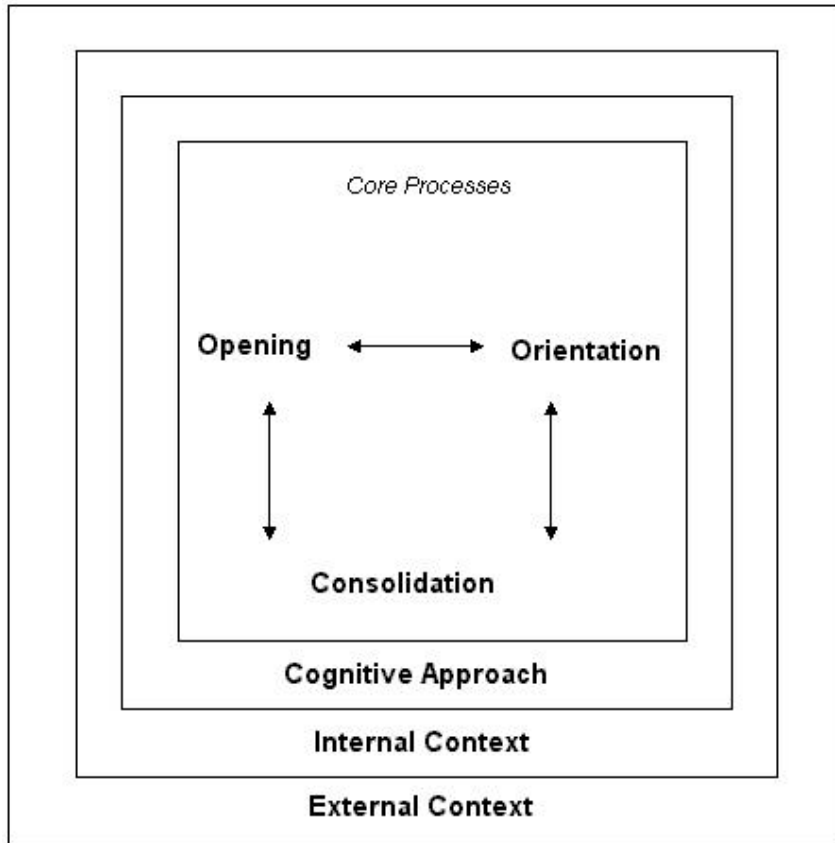 Core Processes
Opening
Orientation
Consolidation
Cognitive Approach
Internal Context
External Context